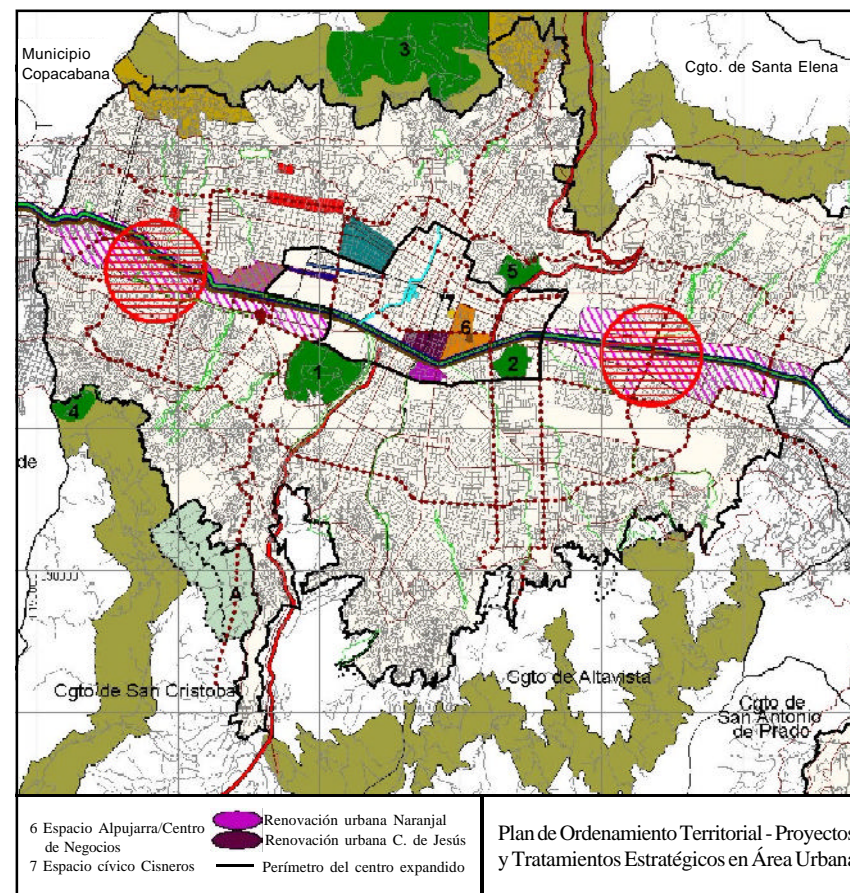 Municipio
Copacabana
3
Cgto. de Santa Elena
5
7
6
1
2
4
de
A
Cgto de San Cristobal
Cgto de Altavista
Cgto de
San Antonio
de Prado
6 Espacio Alpujarra/Centro
de Negocios
7 Espacio cívico Cisneros
Renovación urbana Naranjal
Renovación urbana C. de Jesús
Perímetro del centro expandido
Plan de Ordenamiento Territorial - Proyectos
y Tratamientos Estratégicos en Área Urbana